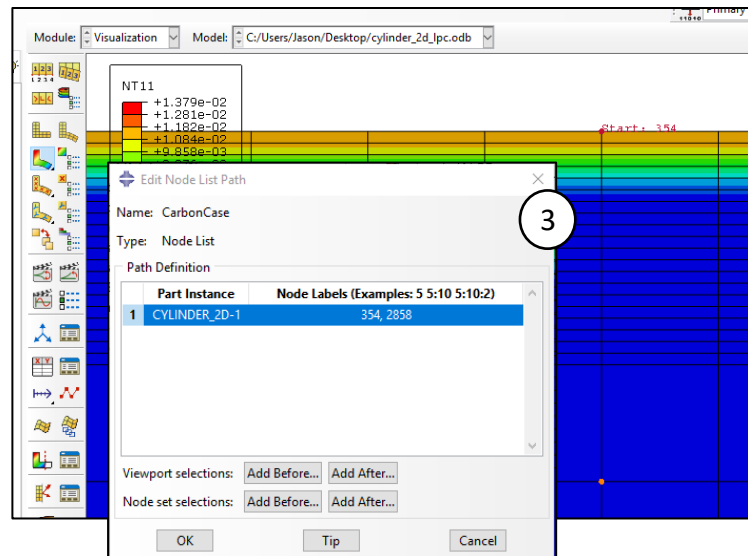 Primary
Module: Visualization Model: C:/Users/Jason/Desktop/cylinder_2d_lpc.odb
NT11
+1.379e-02
+1.281e-02
+1.182e-02
+1.084e-02
+9.858e-03
Start: 354
Edit Node List Path
3
Name: CarbonCase
Type: Node List
Path Definition
Part Instance Node Labels (Examples: 5 5:10 5:10:2)
1 CYLINDER_2D-1 354, 2858
Viewport selections: Add Before... Add After...
Node set selections: Add Before... Add After...
OK Tip Cancel